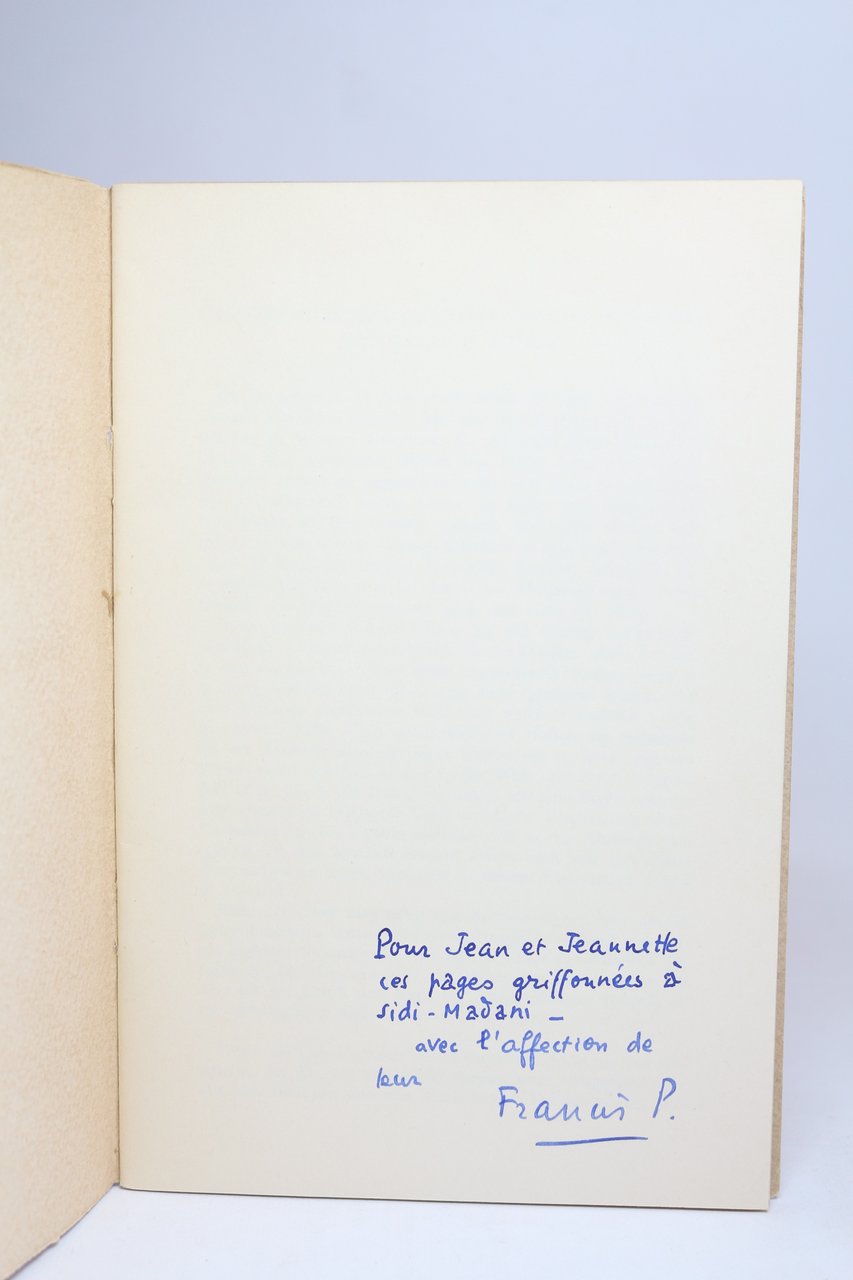 Pour Jean et Jeannette
ces pages griffonnées à
sidi-Madani —
avec l'affection de
leur
Francis P.